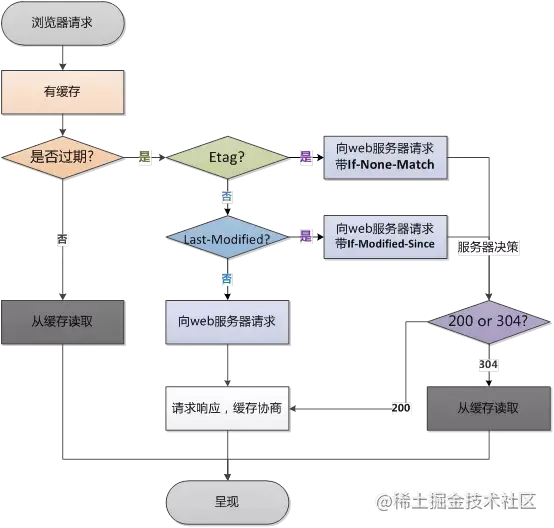 浏览器请求
有缓存
是否过期?
是
Etag?
是
向web服务器请求
带If-None-Match
否
否
Last-Modified?
是
向web服务器请求
带If-Modified-Since
服务器决策
否
从缓存读取
向web服务器请求
200 or 304?
304
请求响应，缓存协商
200
从缓存读取
呈现
@稀土掘金技术社区